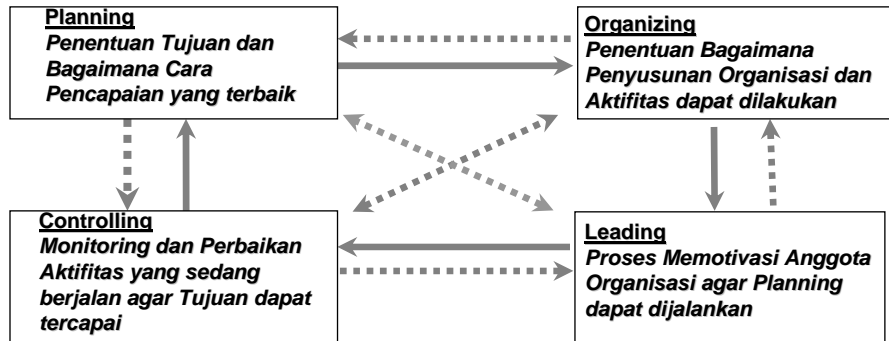 Planning
Penentuan Tujuan dan
Bagaimana Cara
Pencapaian yang terbaik
Organizing
Penentuan Bagaimana
Penyusunan Organisasi dan
Aktifitas dapat dilakukan
Controlling
Monitoring dan Perbaikan
Aktifitas yang sedang
berjalan agar Tujuan dapat
tercapai
Leading
Proses Memotivasi Anggota
Organisasi agar Planning
dapat dijalankan